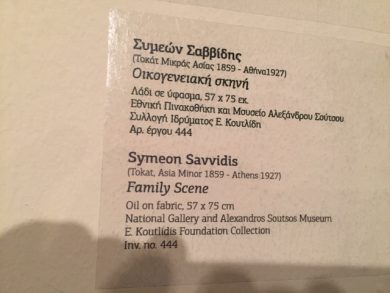 Συμεών Σαββίδης
(Τοκάτ Μικράς Ασίας 1859 - Αθήνα1927)
Οικογενειακή σκηνή
Λάδι σε ύφασμα, 57 x 75 εκ.
Εθνική Πινακοθήκη και Μουσείο Αλεξάνδρου Σούτσου
Συλλογή Ιδρύματος Ε. Κουτλίδη
Αρ. έργου 444
Symeon Savvidis
(Tokat, Asia Minor 1859 - Athens 1927)
Family Scene
Oil on fabric, 57 x 75 cm
National Gallery and Alexandros Soutsos Museum
E. Koutlidis Foundation Collection
Inv. no. 444